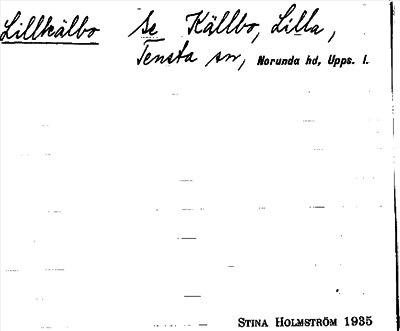 Lillkälbo Se Källbo, Lilla,
Tensta sn, Norunda hd, Upps. l.
STINA HOLMSTRÖM 1935